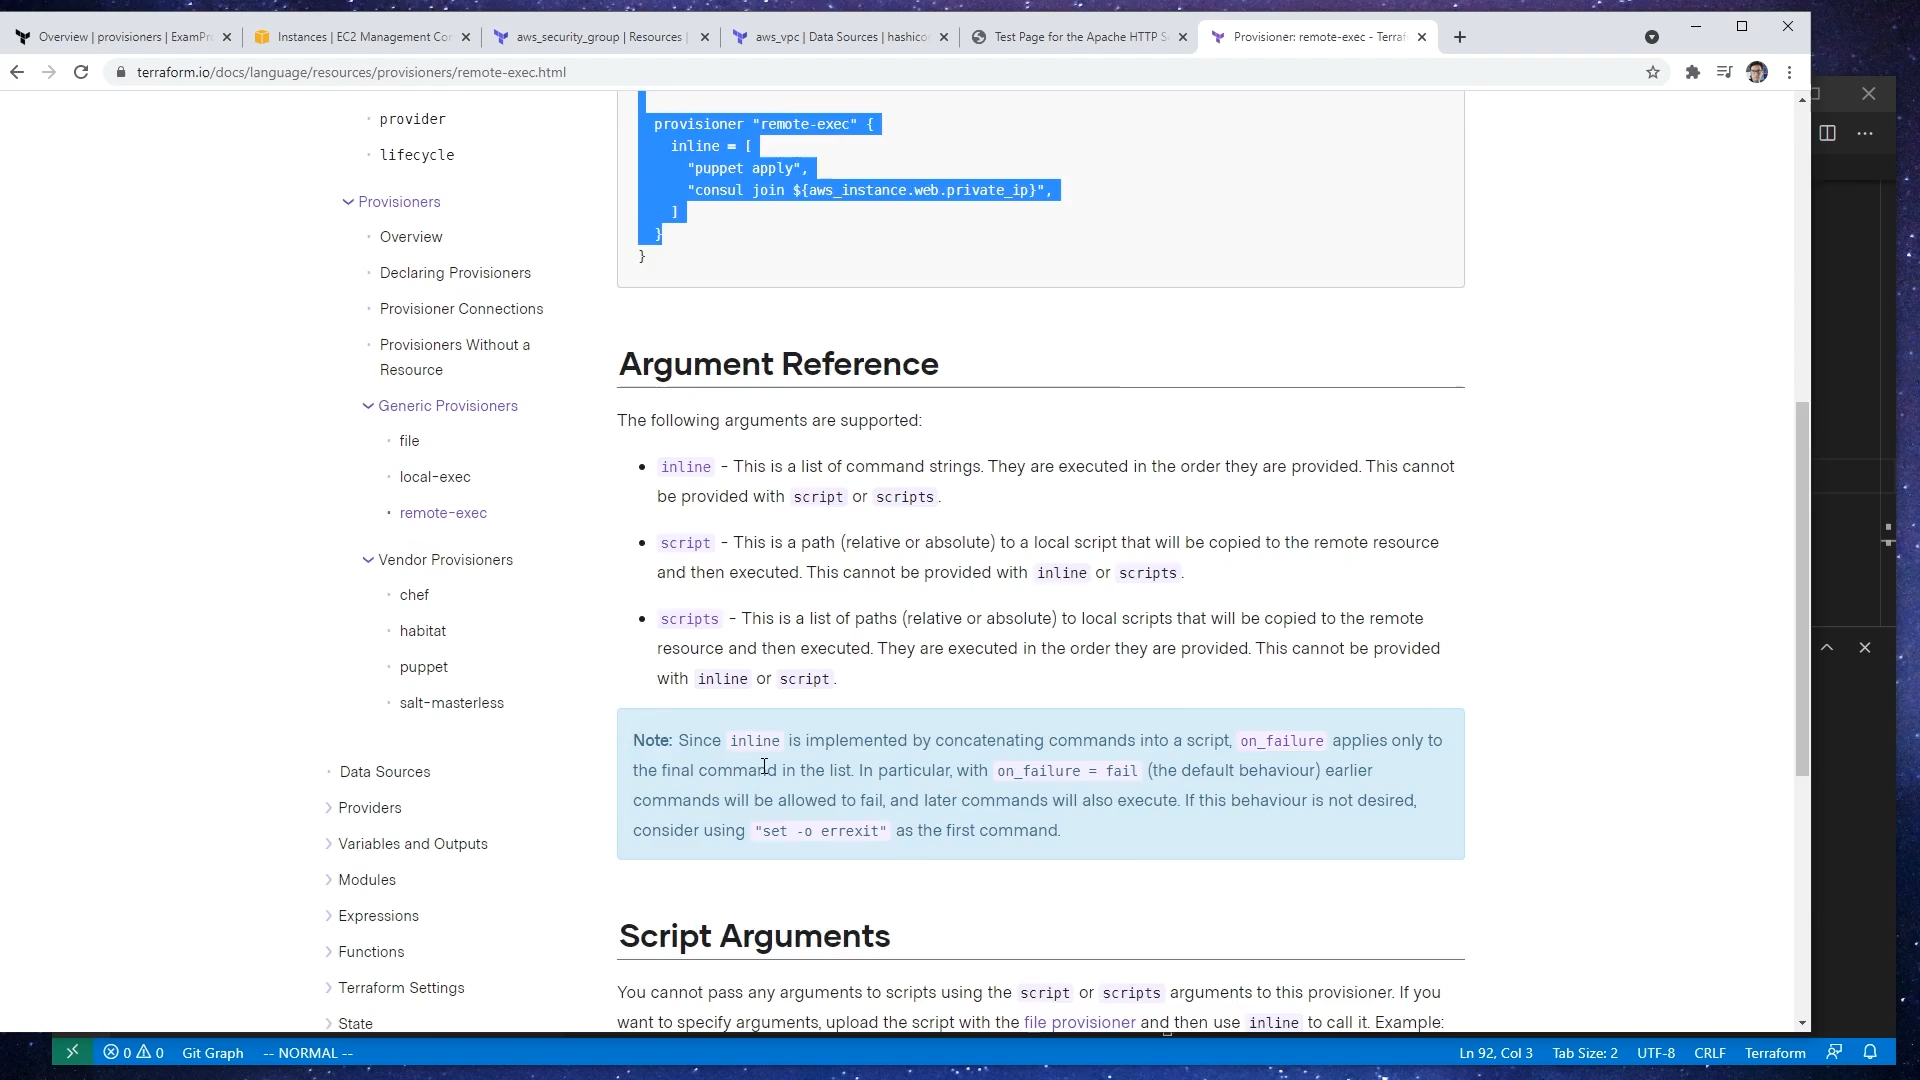 Overview | provisioners | ExamPr
Instances | EC2 Management Con
aws_security_group | Resources |
aws_vpc | Data Sources | hashico
Test Page for the Apache HTTP S
Provisioner: remote-exec - Terraf
terraform.io/docs/language/resources/provisioners/remote-exec.html
provider
lifecycle
Provisioners
Overview
Declaring Provisioners
Provisioner Connections
Provisioners Without a
Resource
Generic Provisioners
file
local-exec
remote-exec
Vendor Provisioners
chef
habitat
puppet
salt-masterless
Data Sources
Providers
Variables and Outputs
Modules
Expressions
Functions
Terraform Settings
State
provisioner "remote-exec" {
inline = [
"puppet apply",
"consul join ${aws_instance.web.private_ip}",
]
}
}
Argument Reference
The following arguments are supported:
inline - This is a list of command strings. They are executed in the order they are provided. This cannot
be provided with script or scripts.
script - This is a path (relative or absolute) to a local script that will be copied to the remote resource
and then executed. This cannot be provided with inline or scripts.
scripts - This is a list of paths (relative or absolute) to local scripts that will be copied to the remote
resource and then executed. They are executed in the order they are provided. This cannot be provided
with inline or script.
Note: Since inline is implemented by concatenating commands into a script, on_failure applies only to
the final command in the list. In particular, with on_failure = fail (the default behaviour) earlier
commands will be allowed to fail, and later commands will also execute. If this behaviour is not desired,
consider using "set -o errexit" as the first command.
Script Arguments
You cannot pass any arguments to scripts using the script or scripts arguments to this provisioner. If you
want to specify arguments, upload the script with the file provisioner and then use inline to call it. Example:
0 0 Git Graph -- NORMAL -- Ln 92, Col 3 Tab Size: 2 UTF-8 CRLF Terraform